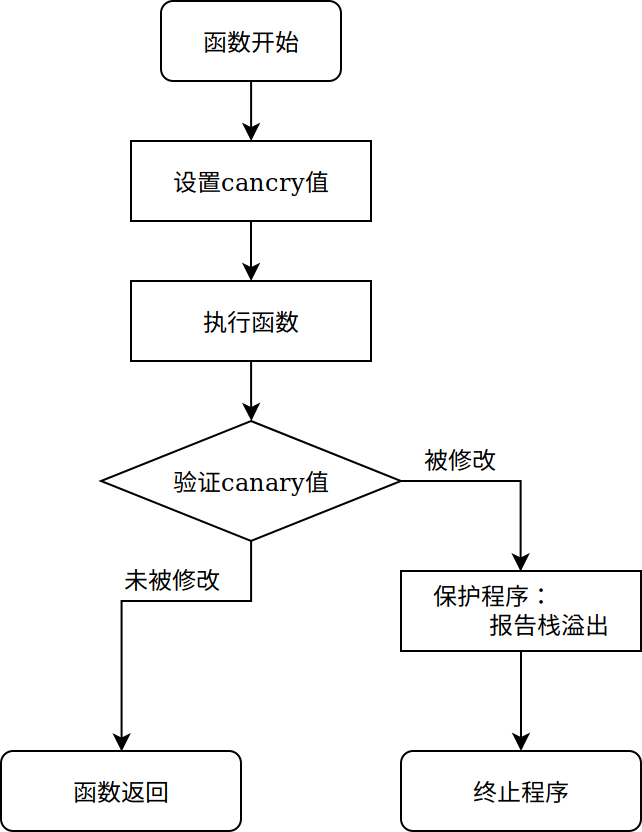 函数开始
设置cancry值
执行函数
验证canary值
被修改
未被修改
保护程序：
报告栈溢出
函数返回
终止程序